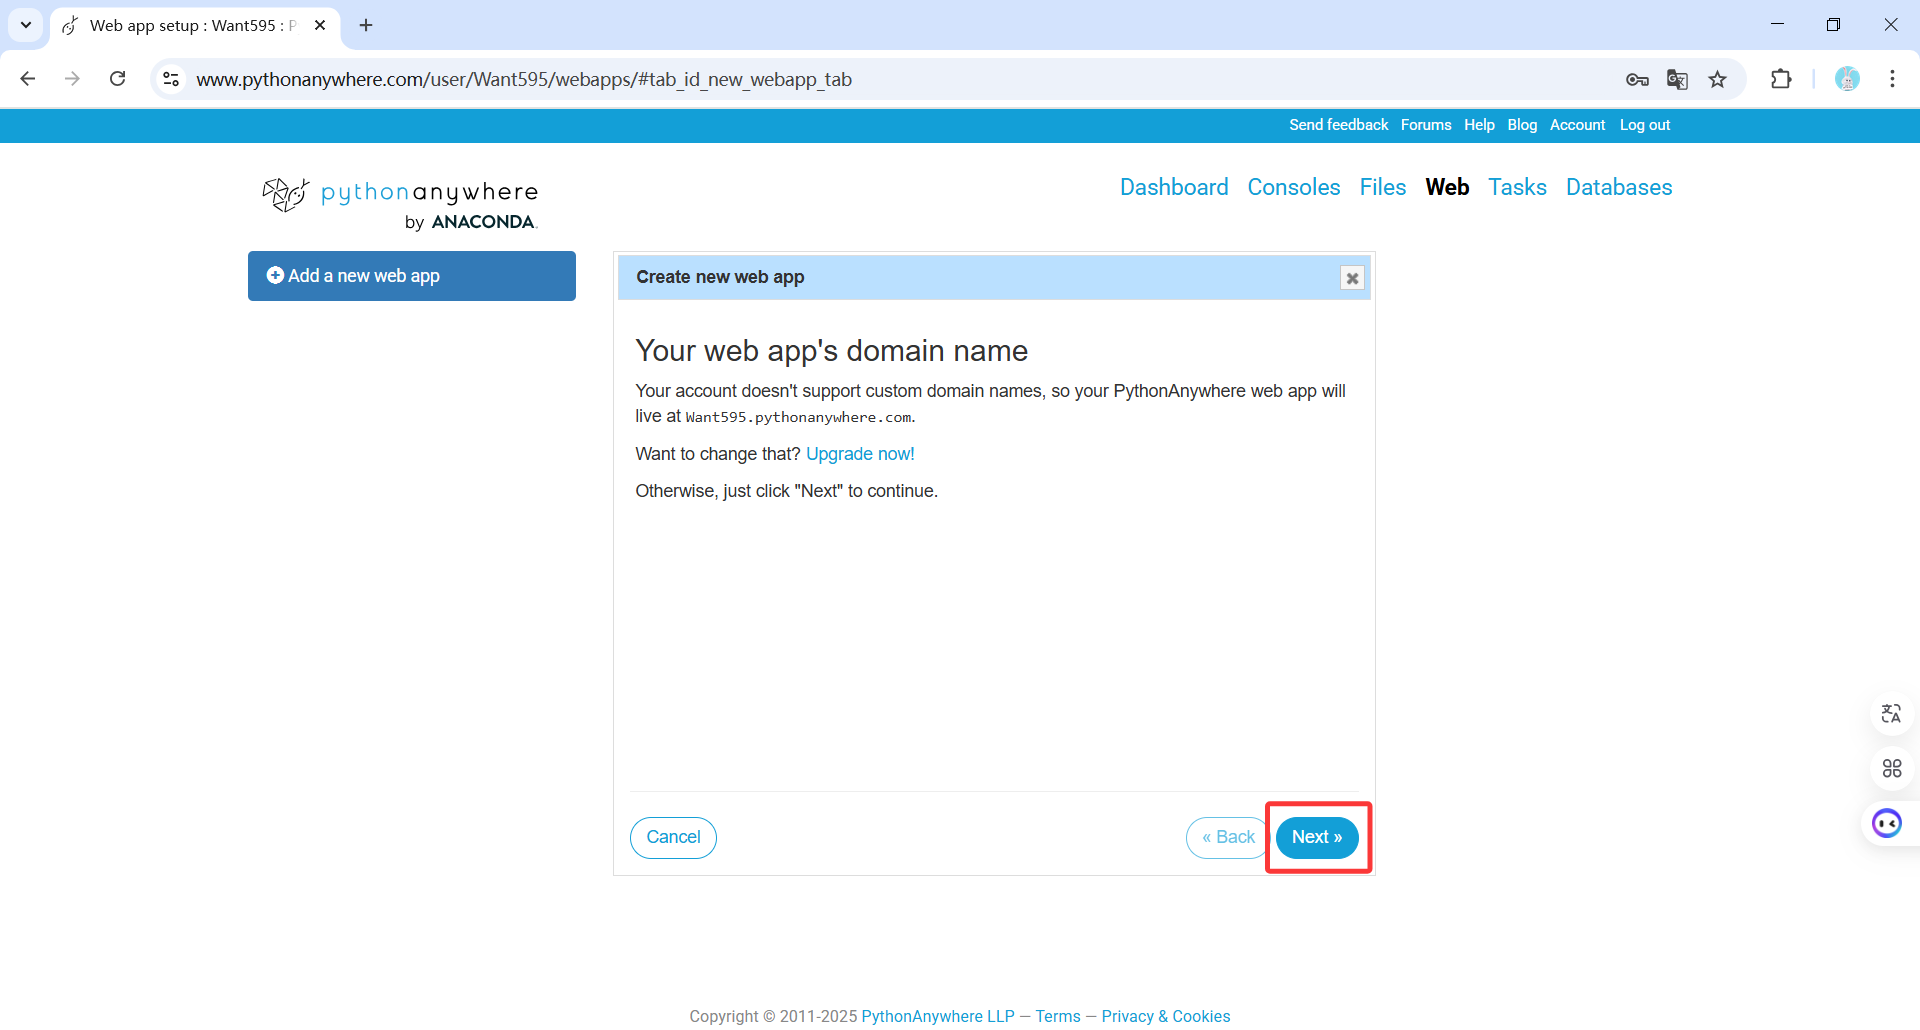 Web app setup : Want595 : P
www.pythonanywhere.com/user/Want595/webapps/#tab_id_new_webapp_tab
Send feedback Forums Help Blog Account Log out
pythonanywhere
by ANACONDA.
Dashboard Consoles Files Web Tasks Databases
Add a new web app
Create new web app
Your web app's domain name
Your account doesn't support custom domain names, so your PythonAnywhere web app will
live at Want595.pythonanywhere.com.
Want to change that? Upgrade now!
Otherwise, just click "Next" to continue.
Cancel
« Back
Next »
Copyright © 2011-2025 PythonAnywhere LLP — Terms — Privacy & Cookies